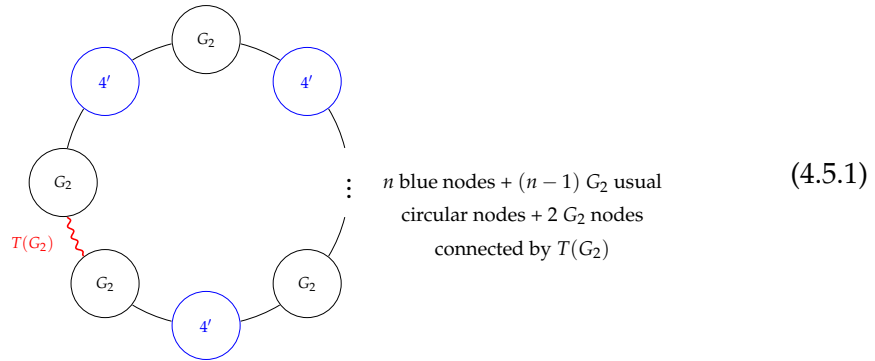 G₂
4′
4′
G₂
⋮
n blue nodes + (n − 1) G₂ usual
circular nodes + 2 G₂ nodes
connected by T(G₂)
(4.5.1)
T(G₂)
G₂
G₂
4′